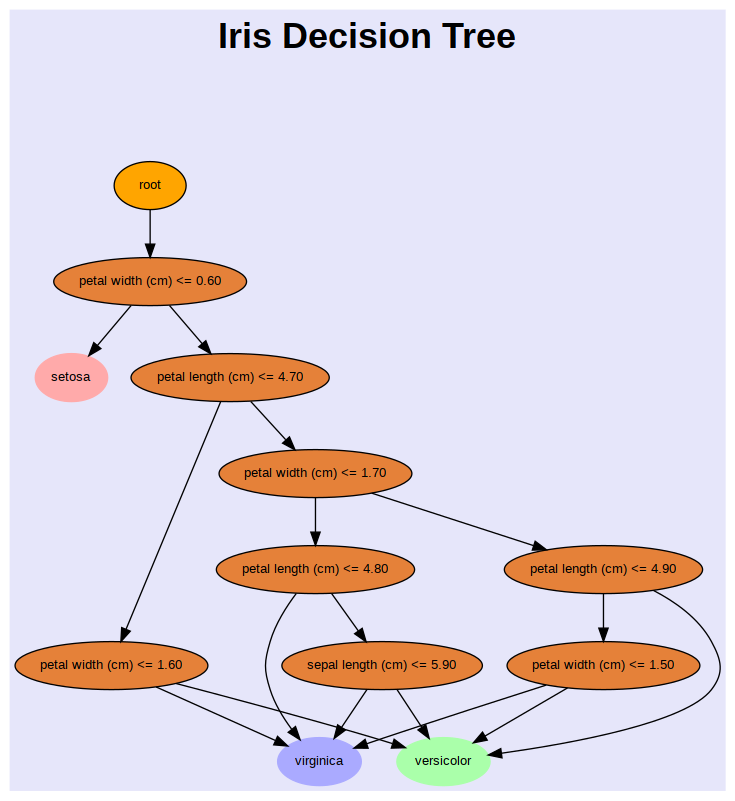 Iris Decision Tree
root
petal width (cm) <= 0.60
setosa
petal length (cm) <= 4.70
petal width (cm) <= 1.70
petal length (cm) <= 4.80
petal length (cm) <= 4.90
petal width (cm) <= 1.60
sepal length (cm) <= 5.90
petal width (cm) <= 1.50
virginica
versicolor